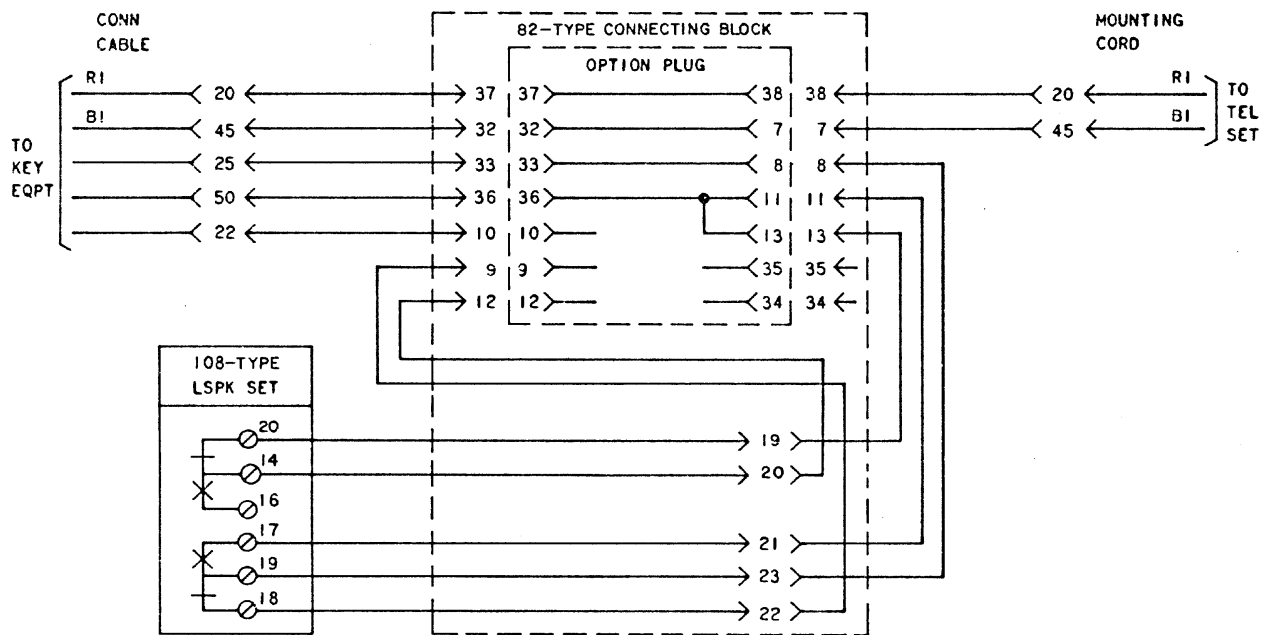 CONN
CABLE
82-TYPE CONNECTING BLOCK
MOUNTING
CORD
OPTION PLUG
R1 20 37 37 38 38 20 R1
B1 45 32 32 7 7 45 B1
TO
KEY
EQPT
TO
TEL
SET
25 33 33 8 8
50 36 36 11 11
22 10 10 13 13
9 9 35 35
12 12 34 34
108-TYPE
LSPK SET
20 19
14 20
16
17 21
19 23
18 22